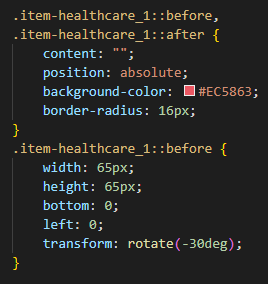 .item-healthcare_1::before,
.item-healthcare_1::after {
    content: "";
    position: absolute;
    background-color: #EC5863;
    border-radius: 16px;
}
.item-healthcare_1::before {
    width: 65px;
    height: 65px;
    bottom: 0;
    left: 0;
    transform: rotate(-30deg);
}